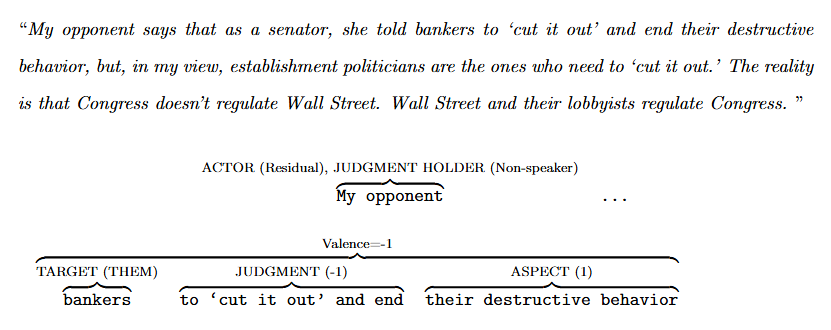 “My opponent says that as a senator, she told bankers to ‘cut it out’ and end their destructive
behavior, but, in my view, establishment politicians are the ones who need to ‘cut it out.’ The reality
is that Congress doesn’t regulate Wall Street. Wall Street and their lobbyists regulate Congress. ”
ACTOR (Residual), JUDGMENT HOLDER (Non-speaker)
My opponent ...
Valence=-1
TARGET (THEM) JUDGMENT (-1) ASPECT (1)
bankers to ‘cut it out’ and end their destructive behavior